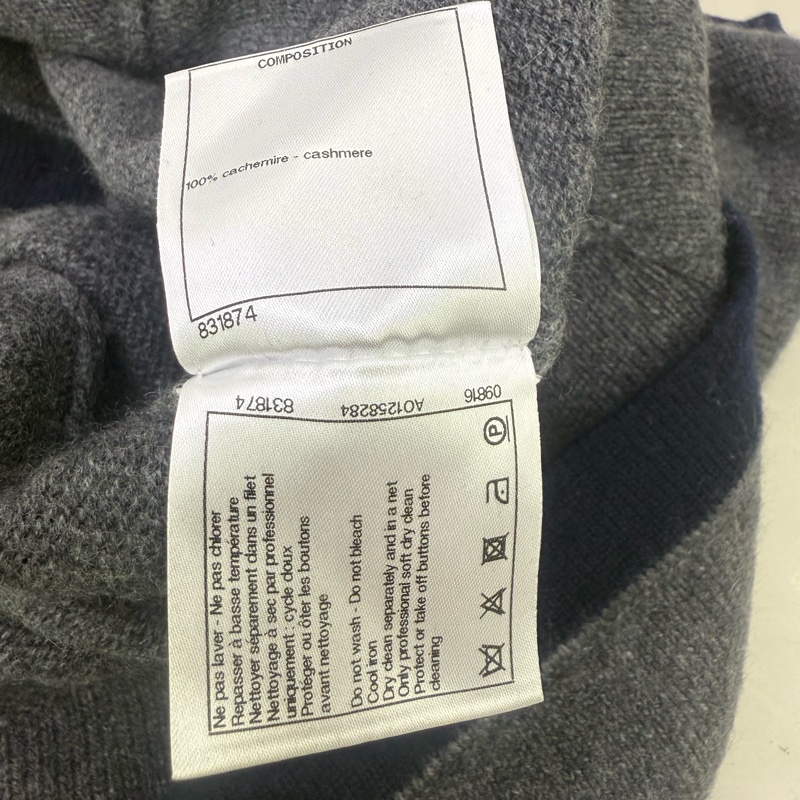 COMPOSITION
100% cachemire - cashmere
831874
831874
A01258284
09816
Ne pas laver - Ne pas chlorer
Repasser à basse température
Nettoyer séparement dans un filet
Nettoyage à sec par professionnel
uniquement : cycle doux
Protéger ou ôter les boutons
avant nettoyage
Do not wash - Do not bleach
Cool iron
Dry clean separately and in a net
Only professional soft dry clean
Protect or take off buttons before
cleaning
P